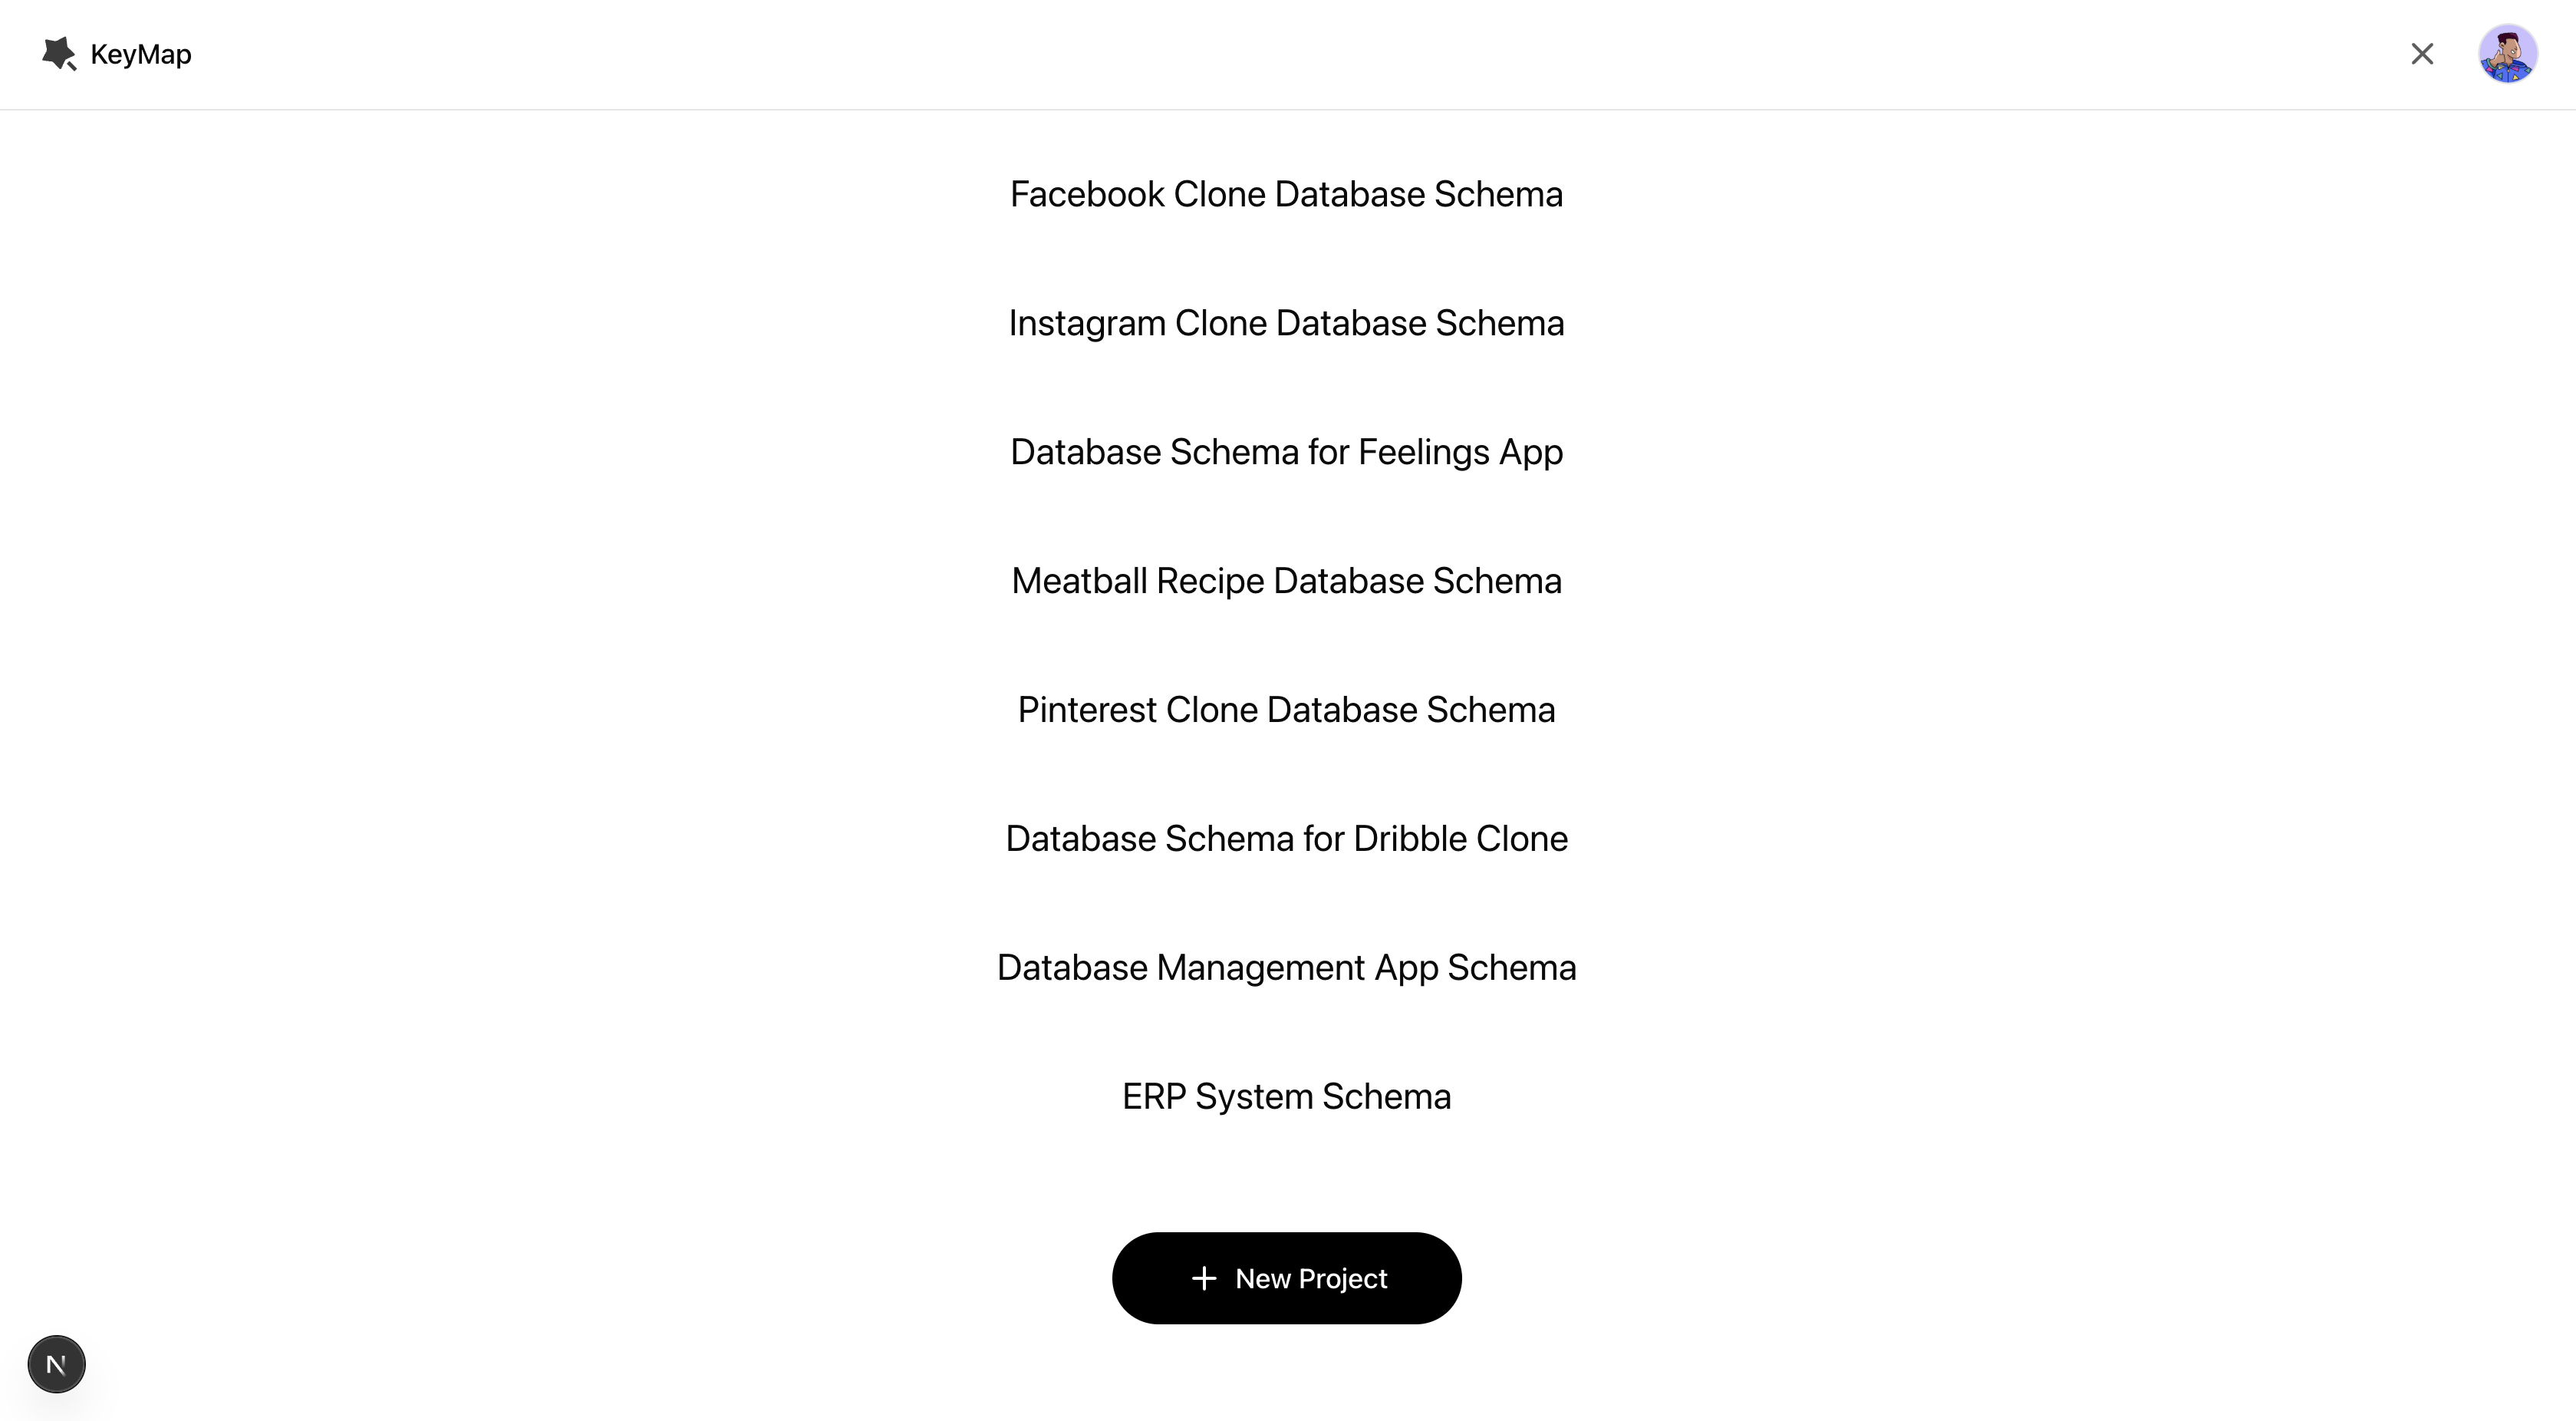 KeyMap
Facebook Clone Database Schema
Instagram Clone Database Schema
Database Schema for Feelings App
Meatball Recipe Database Schema
Pinterest Clone Database Schema
Database Schema for Dribble Clone
Database Management App Schema
ERP System Schema
New Project
N